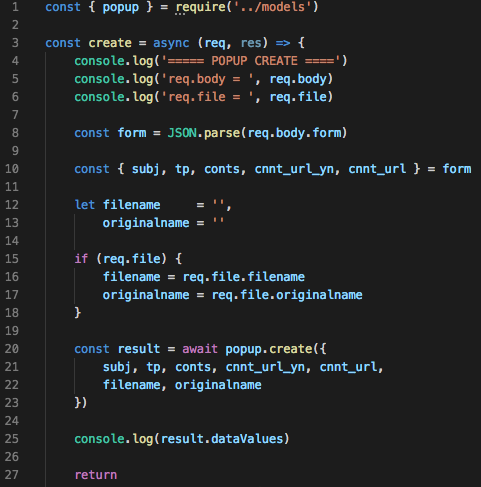 1 const { popup } = require('../models')
2
3 const create = async (req, res) => {
4     console.log('===== POPUP CREATE ====')
5     console.log('req.body = ', req.body)
6     console.log('req.file = ', req.file)
7
8     const form = JSON.parse(req.body.form)
9
10     const { subj, tp, conts, cnnt_url_yn, cnnt_url } = form
11
12     let filename     = '',
13         originalname = ''
14
15     if (req.file) {
16         filename = req.file.filename
17         originalname = req.file.originalname
18     }
19
20     const result = await popup.create({
21         subj, tp, conts, cnnt_url_yn, cnnt_url,
22         filename, originalname
23     })
24
25     console.log(result.dataValues)
26
27     return